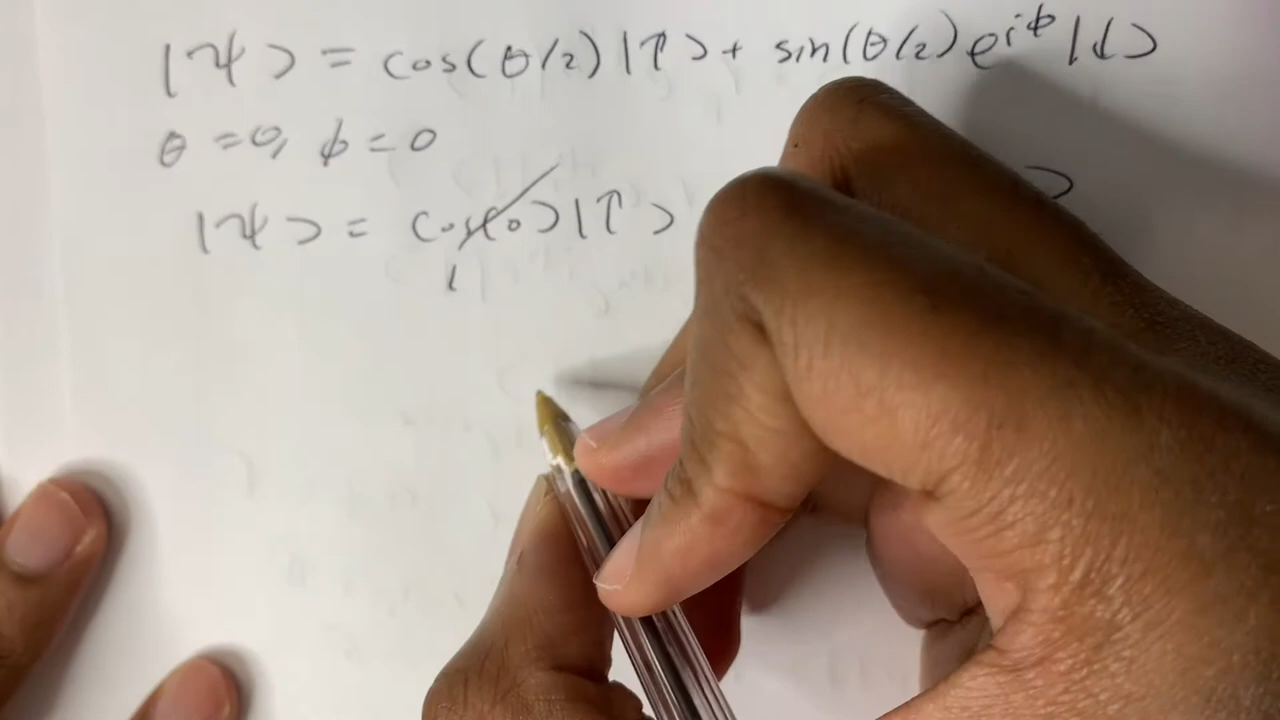 |ψ⟩ = cos(θ/2)|↑⟩ + sin(θ/2)e^{iϕ}|↓⟩
θ = 0, ϕ = 0
|ψ⟩ = cos(0)|↑⟩ ⟩
1